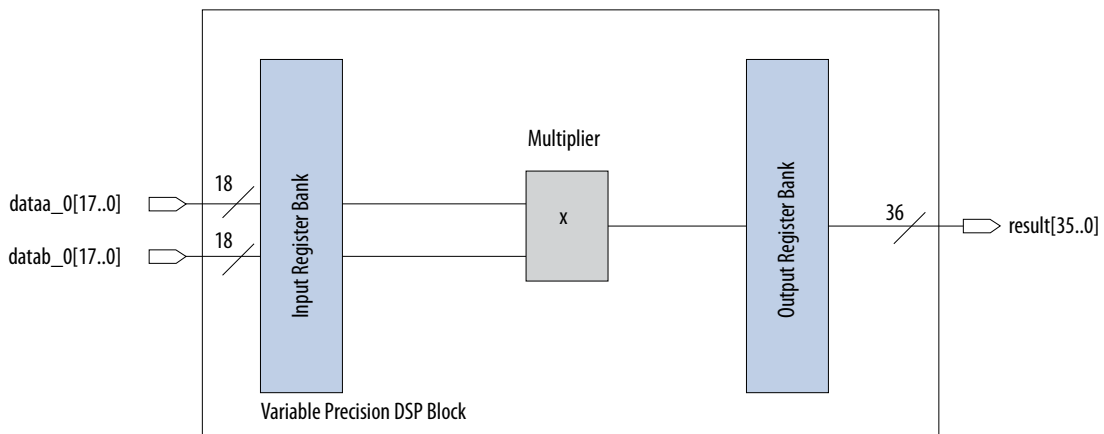 Multiplier
dataa_0[17..0]
18
datab_0[17..0]
18
Input Register Bank
x
Output Register Bank
36
result[35..0]
Variable Precision DSP Block